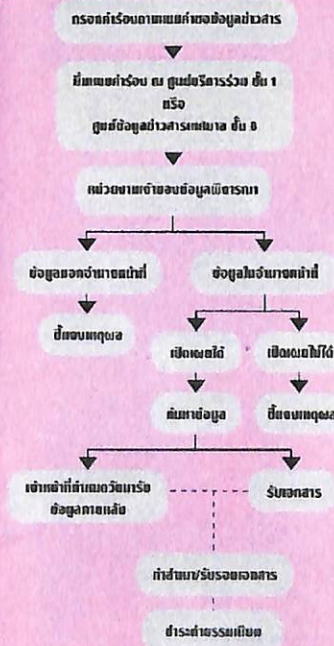 กรอกคำร้องตามแบบคำขอข้อมูลข่าวสาร
ยื่นแบบคำร้อง ณ ศูนย์บริการร่วม ชั้น 1
หรือ
ศูนย์ข้อมูลข่าวสารเทศบาล ชั้น
หน่วยงานเจ้าของข้อมูลพิจารณา
ข้อมูลนอกอำนาจหน้าที่
ข้อมูลในอำนาจหน้าที่
ชี้แจงเหตุผล
เปิดเผยได้
เปิดเผยไม่ได้
ค้นหาข้อมูล
ชี้แจงเหตุผล
เจ้าหน้าที่กำหนดวันมารับ
ข้อมูลภายหลัง
รับเอกสาร
ทำสำเนา/รับรองเอกสาร
ชำระค่าธรรมเนียม